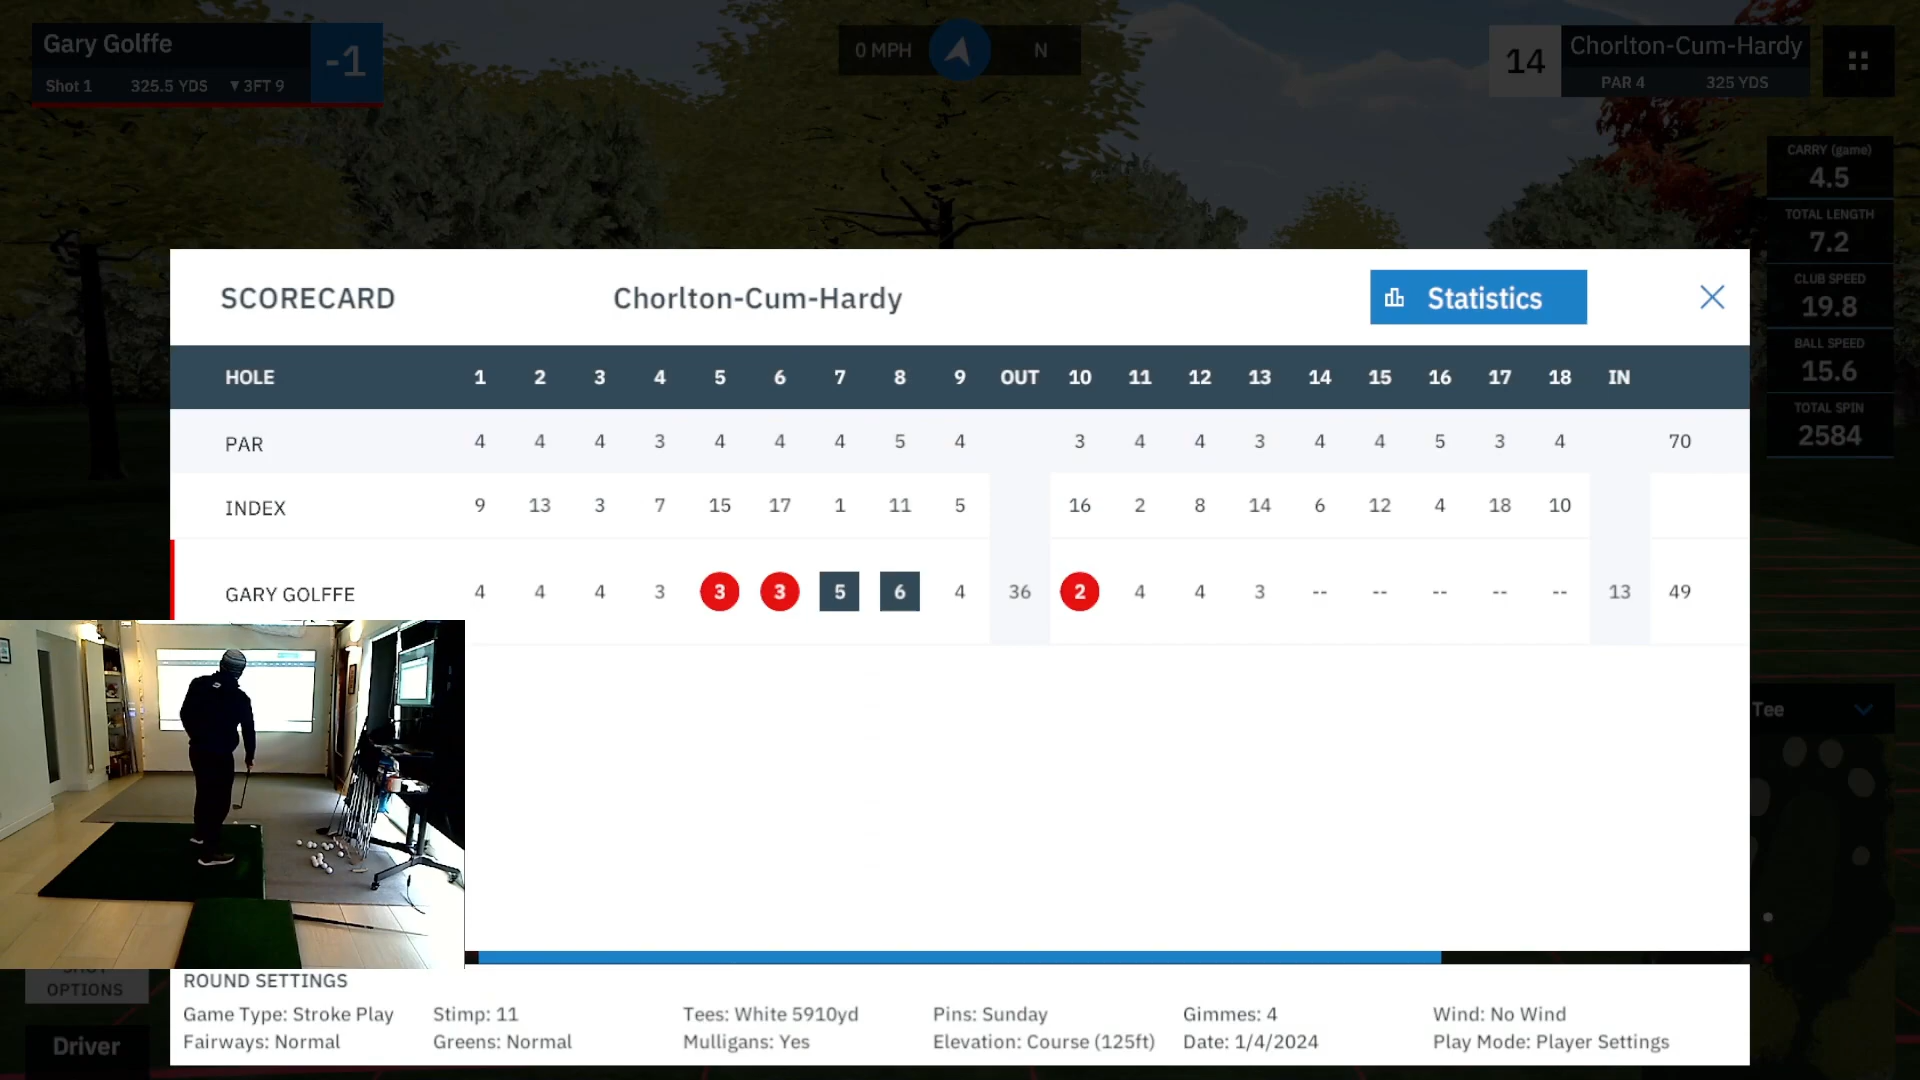 Gary Golffe
-1
Shot 1 325.5 YDS ▼3FT 9
0 MPH N
14
Chorlton-Cum-Hardy
PAR 4 325 YDS
CARRY (game)
4.5
TOTAL LENGTH
7.2
CLUB SPEED
19.8
BALL SPEED
15.6
TOTAL SPIN
2584
SCORECARD Chorlton-Cum-Hardy Statistics
HOLE 1 2 3 4 5 6 7 8 9 OUT 10 11 12 13 14 15 16 17 18 IN
PAR 4 4 4 3 4 4 4 5 4 3 4 4 3 4 4 5 3 4 70
INDEX 9 13 3 7 15 17 1 11 5 16 2 8 14 6 12 4 18 10
GARY GOLFFE 4 4 4 3 3 3 5 6 4 36 2 4 4 3 -- -- -- -- -- 13 49
Tee
OPTIONS
Driver
ROUND SETTINGS
Game Type: Stroke Play Stimp: 11 Tees: White 5910yd Pins: Sunday Gimmes: 4 Wind: No Wind
Fairways: Normal Greens: Normal Mulligans: Yes Elevation: Course (125ft) Date: 1/4/2024 Play Mode: Player Settings